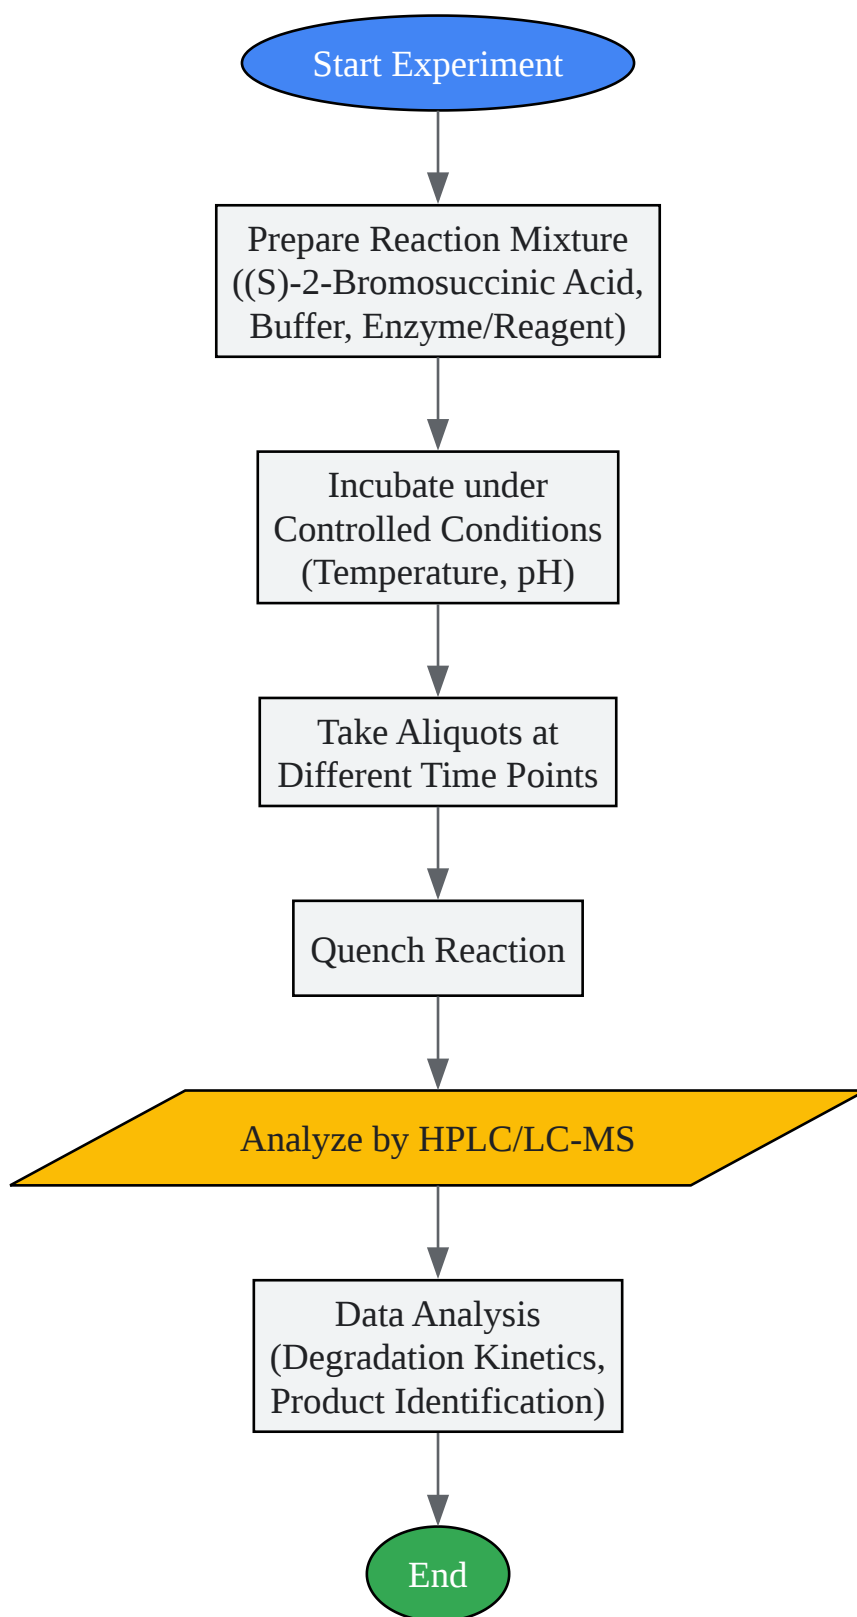 Start Experiment
Prepare Reaction Mixture
((S)-2-Bromosuccinic Acid,
Buffer, Enzyme/Reagent)
Incubate under
Controlled Conditions
(Temperature, pH)
Take Aliquots at
Different Time Points
Quench Reaction
Analyze by HPLC/LC-MS
Data Analysis
(Degradation Kinetics,
Product Identification)
End